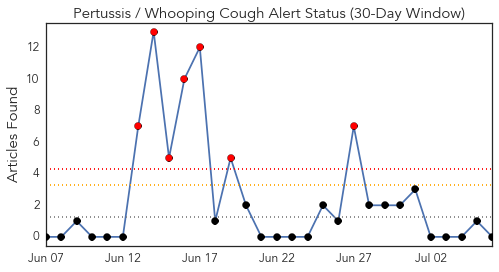 Pertussis / Whooping Cough Alert Status (30-Day Window)
Articles Found
12
10
8
6
4
2
0
Jun 07 Jun 12 Jun 17 Jun 22 Jun 27 Jul 02